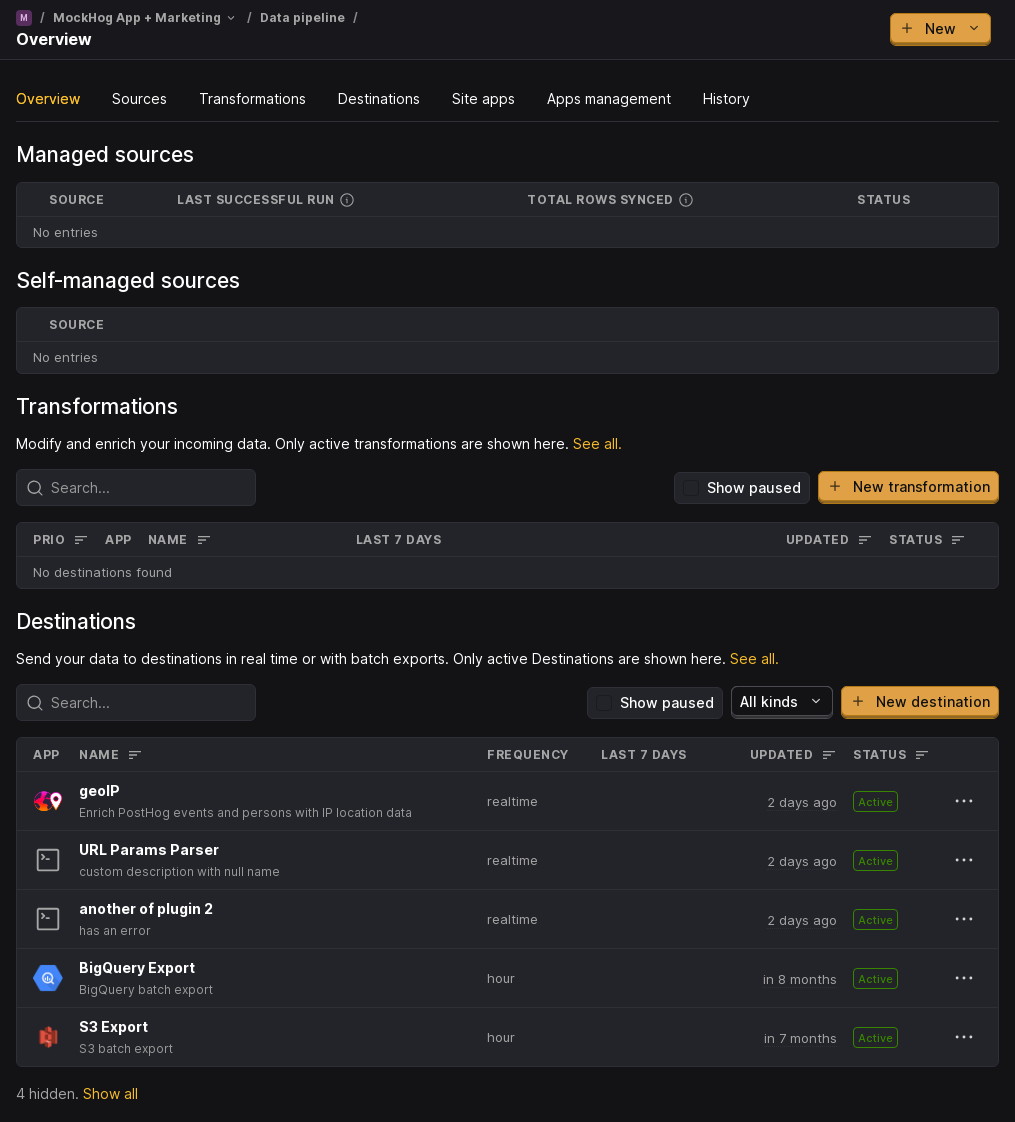 M / MockHog App + Marketing / Data pipeline /
Overview
New
Overview Sources Transformations Destinations Site apps Apps management History
Managed sources
SOURCE LAST SUCCESSFUL RUN TOTAL ROWS SYNCED STATUS
No entries
Self-managed sources
SOURCE
No entries
Transformations
Modify and enrich your incoming data. Only active transformations are shown here. See all.
Search... Show paused New transformation
PRIO APP NAME LAST 7 DAYS UPDATED STATUS
No destinations found
Destinations
Send your data to destinations in real time or with batch exports. Only active Destinations are shown here. See all.
Search... Show paused All kinds New destination
APP NAME FREQUENCY LAST 7 DAYS UPDATED STATUS
geoIP
Enrich PostHog events and persons with IP location data
realtime 2 days ago Active
URL Params Parser
custom description with null name
realtime 2 days ago Active
another of plugin 2
has an error
realtime 2 days ago Active
BigQuery Export
BigQuery batch export
hour in 8 months Active
S3 Export
S3 batch export
hour in 7 months Active
4 hidden. Show all